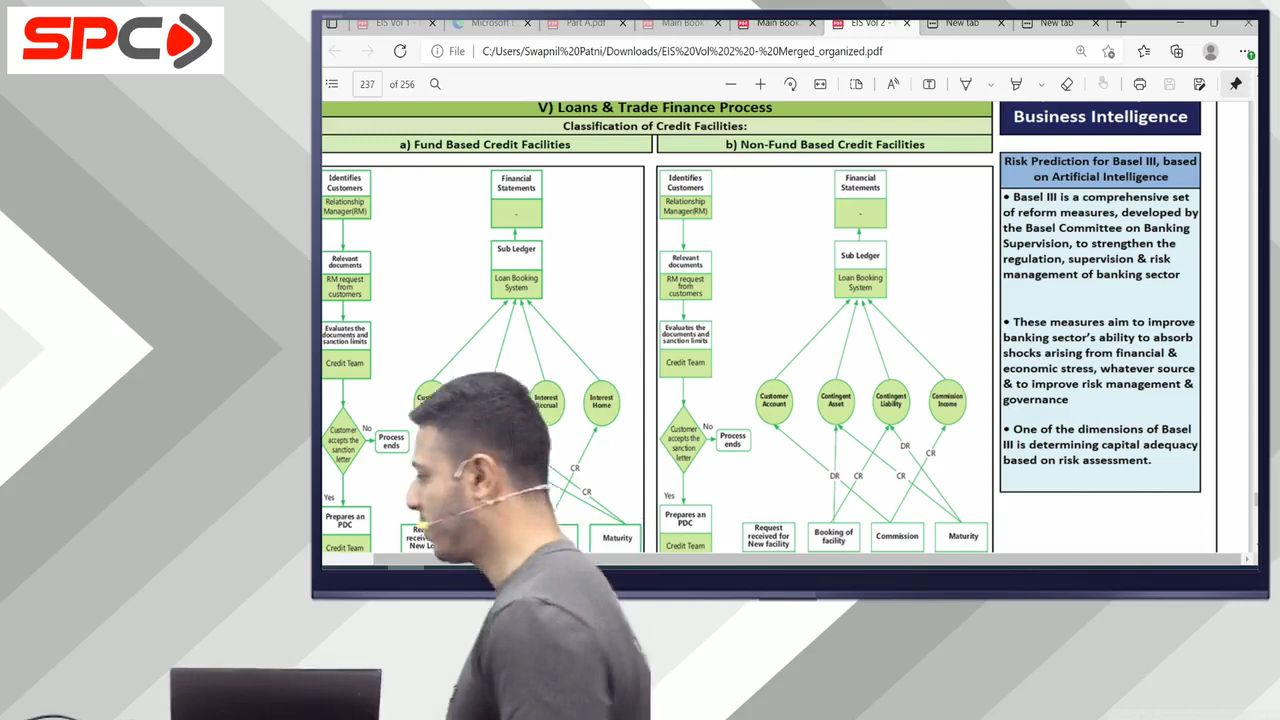 SPC
EIS Vol 1 -
Microsoft
Part A.pdf
Main Book
Main Book
EIS Vol 2 -
New tab
New tab
File
C:/Users/Swapnil%20Patni/Downloads/EIS%20Vol%202%20-%20Merged_organized.pdf
237
of 256
V) Loans & Trade Finance Process
Classification of Credit Facilities:
a) Fund Based Credit Facilities
b) Non-Fund Based Credit Facilities
Identifies
Customers
Relationship
Manager(RM)
Relevant
documents
RM request
from
customers
Evaluates the
documents and
sanction limits
Credit Team
Customer
accepts the
sanction
letter
No
Process
ends
Yes
Prepares an
PDC
Credit Team
Financial
Statements
-
Sub Ledger
Loan Booking
System
Interest
Accrual
Interest
Home
CR
CR
Maturity
Identifies
Customers
Relationship
Manager(RM)
Relevant
documents
RM request
from
customers
Evaluates the
documents and
sanction limits
Credit Team
Customer
accepts the
sanction
letter
No
Process
ends
Yes
Prepares an
PDC
Credit Team
Financial
Statements
-
Sub Ledger
Loan Booking
System
Customer
Account
Contingent
Asset
Contingent
Liability
Commission
Income
DR
CR
DR
CR
CR
Request
received for
New facility
Booking of
facility
Commission
Maturity
Business Intelligence
Risk Prediction for Basel III, based
on Artificial Intelligence
• Basel III is a comprehensive set
of reform measures, developed by
the Basel Committee on Banking
Supervision, to strengthen the
regulation, supervision & risk
management of banking sector
• These measures aim to improve
banking sector's ability to absorb
shocks arising from financial &
economic stress, whatever source
& to improve risk management &
governance
• One of the dimensions of Basel
III is determining capital adequacy
based on risk assessment.